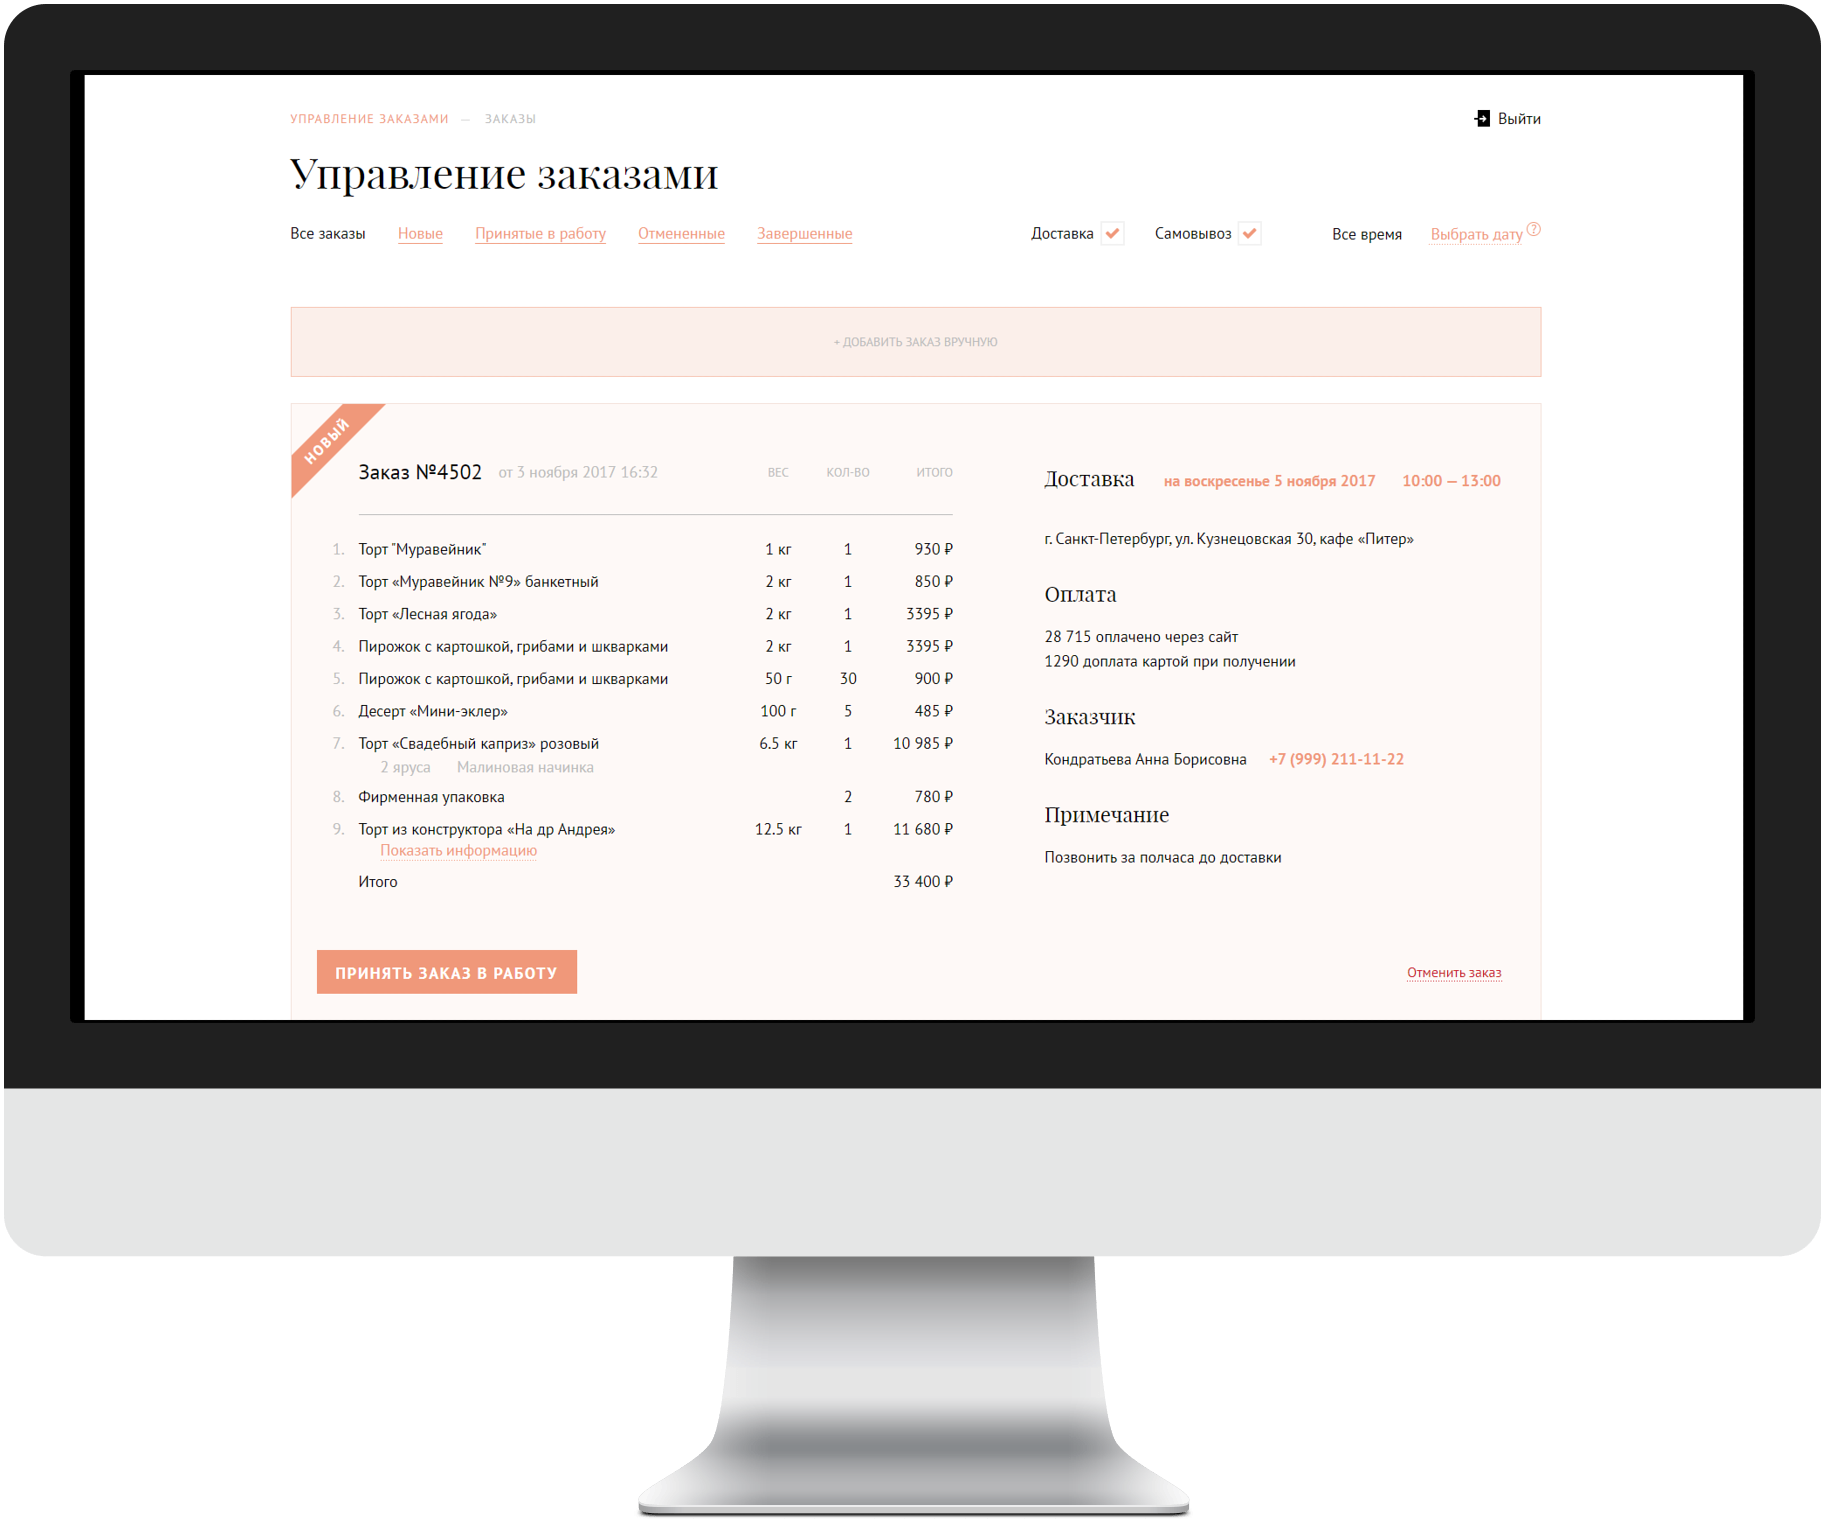 УПРАВЛЕНИЕ ЗАКАЗАМИ — ЗАКАЗЫ
Выйти
Управление заказами
Все заказы Новые Принятые в работу Отмененные Завершенные Доставка Самовывоз Все время Выбрать дату ?
+ ДОБАВИТЬ ЗАКАЗ ВРУЧНУЮ
НОВЫЙ
Заказ №4502 от 3 ноября 2017 16:32 ВЕС КОЛ-ВО ИТОГО
1. Торт "Муравейник" 1 кг 1 930 ₽
2. Торт «Муравейник №9» банкетный 2 кг 1 850 ₽
3. Торт «Лесная ягода» 2 кг 1 3395 ₽
4. Пирожок с картошкой, грибами и шкварками 2 кг 1 3395 ₽
5. Пирожок с картошкой, грибами и шкварками 50 г 30 900 ₽
6. Десерт «Мини-эклер» 100 г 5 485 ₽
7. Торт «Свадебный каприз» розовый 6.5 кг 1 10 985 ₽
2 яруса Малиновая начинка
8. Фирменная упаковка 2 780 ₽
9. Торт из конструктора «На др Андрея» 12.5 кг 1 11 680 ₽
Показать информацию
Итого 33 400 ₽
Доставка на воскресенье 5 ноября 2017 10:00 — 13:00
г. Санкт-Петербург, ул. Кузнецовская 30, кафе «Питер»
Оплата
28 715 оплачено через сайт
1290 доплата картой при получении
Заказчик
Кондратьева Анна Борисовна +7 (999) 211-11-22
Примечание
Позвонить за полчаса до доставки
ПРИНЯТЬ ЗАКАЗ В РАБОТУ
Отменить заказ